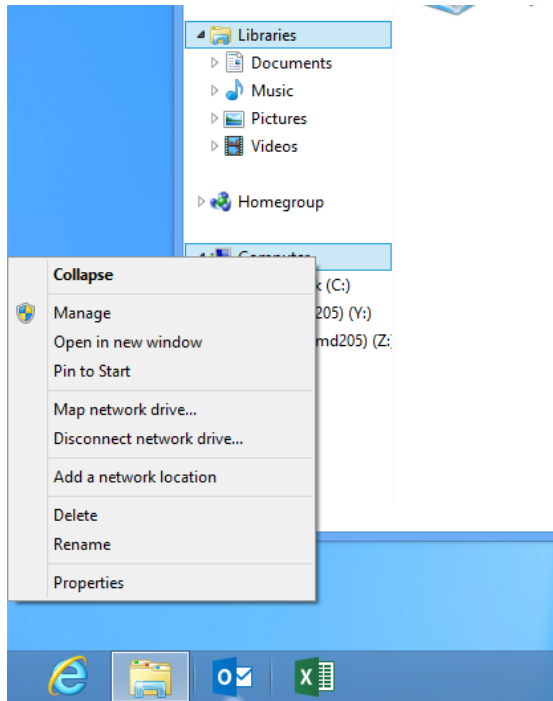 Libraries
Documents
Music
Pictures
Videos
Homegroup
Computer
(C:)
205) (Y:)
md205) (Z:
Collapse
Manage
Open in new window
Pin to Start
Map network drive...
Disconnect network drive...
Add a network location
Delete
Rename
Properties